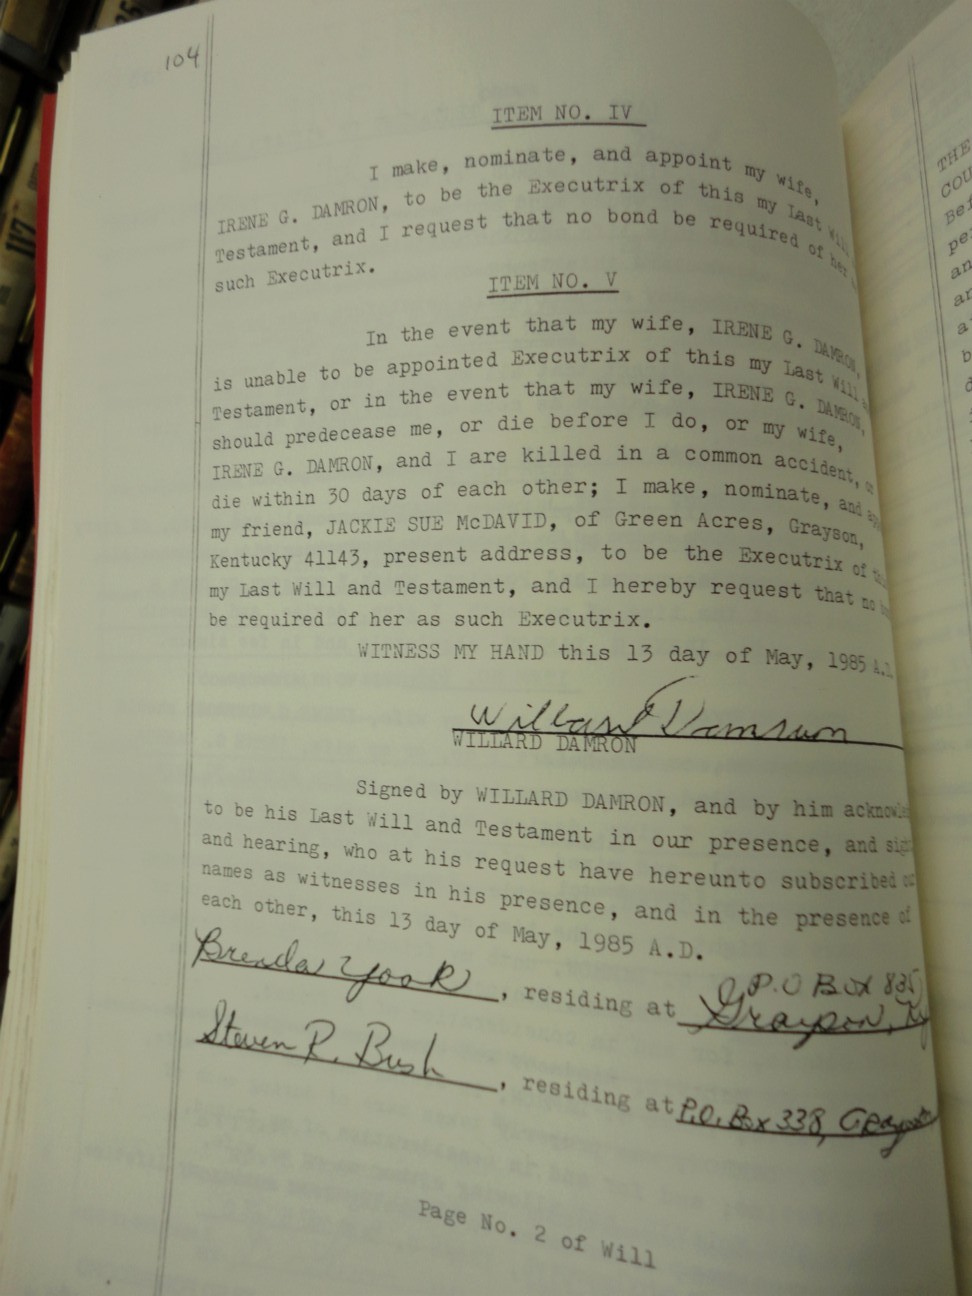 104
ITEM NO. IV
I make, nominate, and appoint my wife,
IRENE G. DAMRON, to be the Executrix of this my Last Will
Testament, and I request that no bond be required of her
such Executrix.
ITEM NO. V
In the event that my wife, IRENE G. DAMRON,
is unable to be appointed Executrix of this my Last Will
Testament, or in the event that my wife, IRENE G. DAMRON,
should predecease me, or die before I do, or my wife,
IRENE G. DAMRON, and I are killed in a common accident,
die within 30 days of each other; I make, nominate, and
my friend, JACKIE SUE McDAVID, of Green Acres, Grayson,
Kentucky 41143, present address, to be the Executrix of
my Last Will and Testament, and I hereby request that no
be required of her as such Executrix.
WITNESS MY HAND this 13 day of May, 1985
Willard Damron
WILLARD DAMRON
Signed by WILLARD DAMRON, and by him
to be his Last Will and Testament in our presence, and
and hearing, who at his request have hereunto subscribed
names as witnesses in his presence, and in the presence of
each other, this 13 day of May, 1985 A.D.
P.O Box 835
Brenda York, residing at Grayson, Ky
Steven R. Bush, residing at P.O. Box 338,
Page No. 2 of Will
THE
COU
Bef